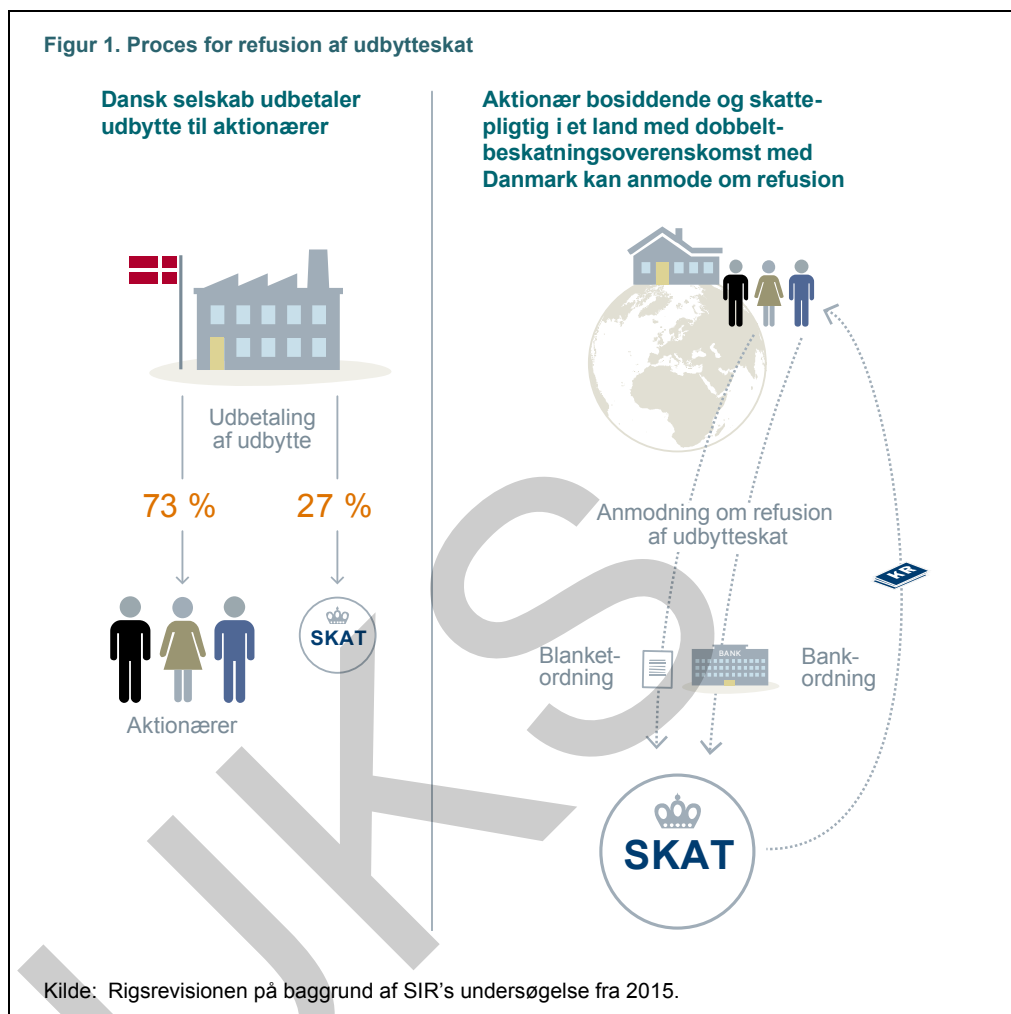 Figur 1. Proces for refusion af udbytteskat
Dansk selskab udbetaler
udbytte til aktionærer
Udbetaling
af udbytte
73 %
27 %
SKAT
Aktionærer
Aktionær bosiddende og skatte-
pligtig i et land med dobbelt-
beskatningsoverenskomst med
Danmark kan anmode om refusion
Anmodning om refusion
af udbytteskat
KR
Blanket-
ordning
BANK
Bank-
ordning
SKAT
Kilde: Rigsrevisionen på baggrund af SIR's undersøgelse fra 2015.